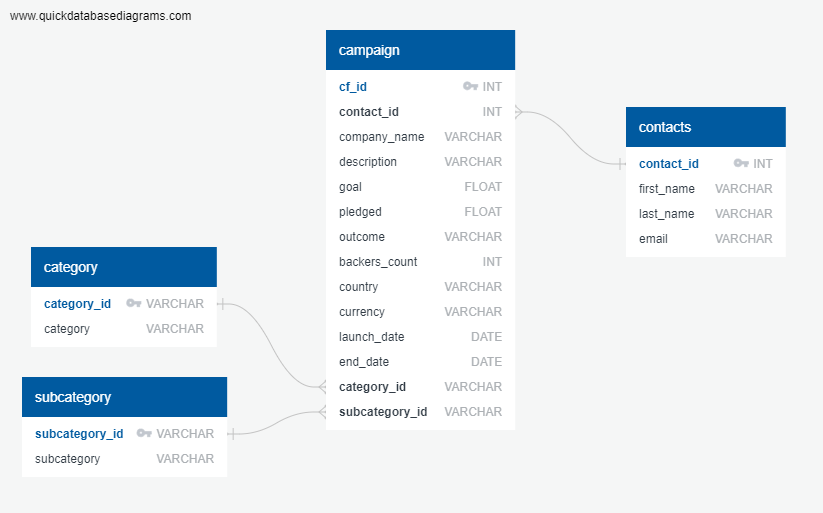 www.quickdatabasediagrams.com
campaign
cf_id INT
contact_id INT
company_name VARCHAR
description VARCHAR
goal FLOAT
pledged FLOAT
outcome VARCHAR
backers_count INT
country VARCHAR
currency VARCHAR
launch_date DATE
end_date DATE
category_id VARCHAR
subcategory_id VARCHAR
contacts
contact_id INT
first_name VARCHAR
last_name VARCHAR
email VARCHAR
category
category_id VARCHAR
category VARCHAR
subcategory
subcategory_id VARCHAR
subcategory VARCHAR